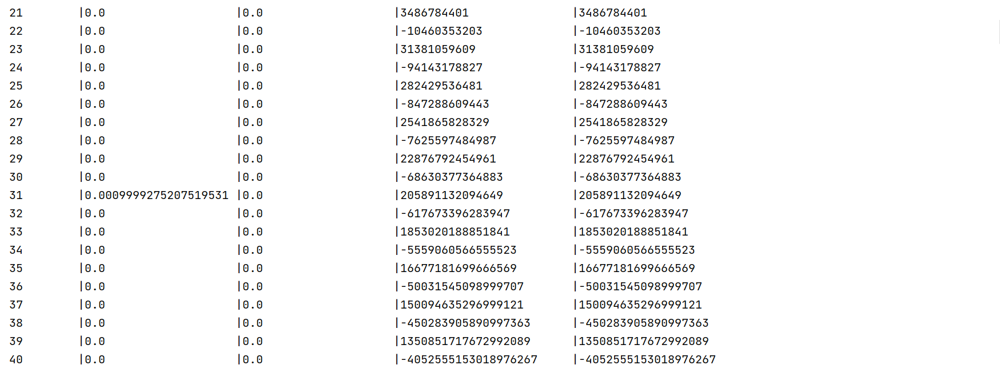 21 |0.0 |0.0 |3486784401 |3486784401
22 |0.0 |0.0 |-10460353203 |-10460353203
23 |0.0 |0.0 |31381059609 |31381059609
24 |0.0 |0.0 |-94143178827 |-94143178827
25 |0.0 |0.0 |282429536481 |282429536481
26 |0.0 |0.0 |-847288609443 |-847288609443
27 |0.0 |0.0 |2541865828329 |2541865828329
28 |0.0 |0.0 |-7625597484987 |-7625597484987
29 |0.0 |0.0 |22876792454961 |22876792454961
30 |0.0 |0.0 |-68630377364883 |-68630377364883
31 |0.0009999275207519531 |0.0 |205891132094649 |205891132094649
32 |0.0 |0.0 |-617673396283947 |-617673396283947
33 |0.0 |0.0 |1853020188851841 |1853020188851841
34 |0.0 |0.0 |-5559060566555523 |-5559060566555523
35 |0.0 |0.0 |16677181699666569 |16677181699666569
36 |0.0 |0.0 |-50031545098999707 |-50031545098999707
37 |0.0 |0.0 |150094635296999121 |150094635296999121
38 |0.0 |0.0 |-450283905890997363 |-450283905890997363
39 |0.0 |0.0 |1350851717672992089 |1350851717672992089
40 |0.0 |0.0 |-4052555153018976267 |-4052555153018976267